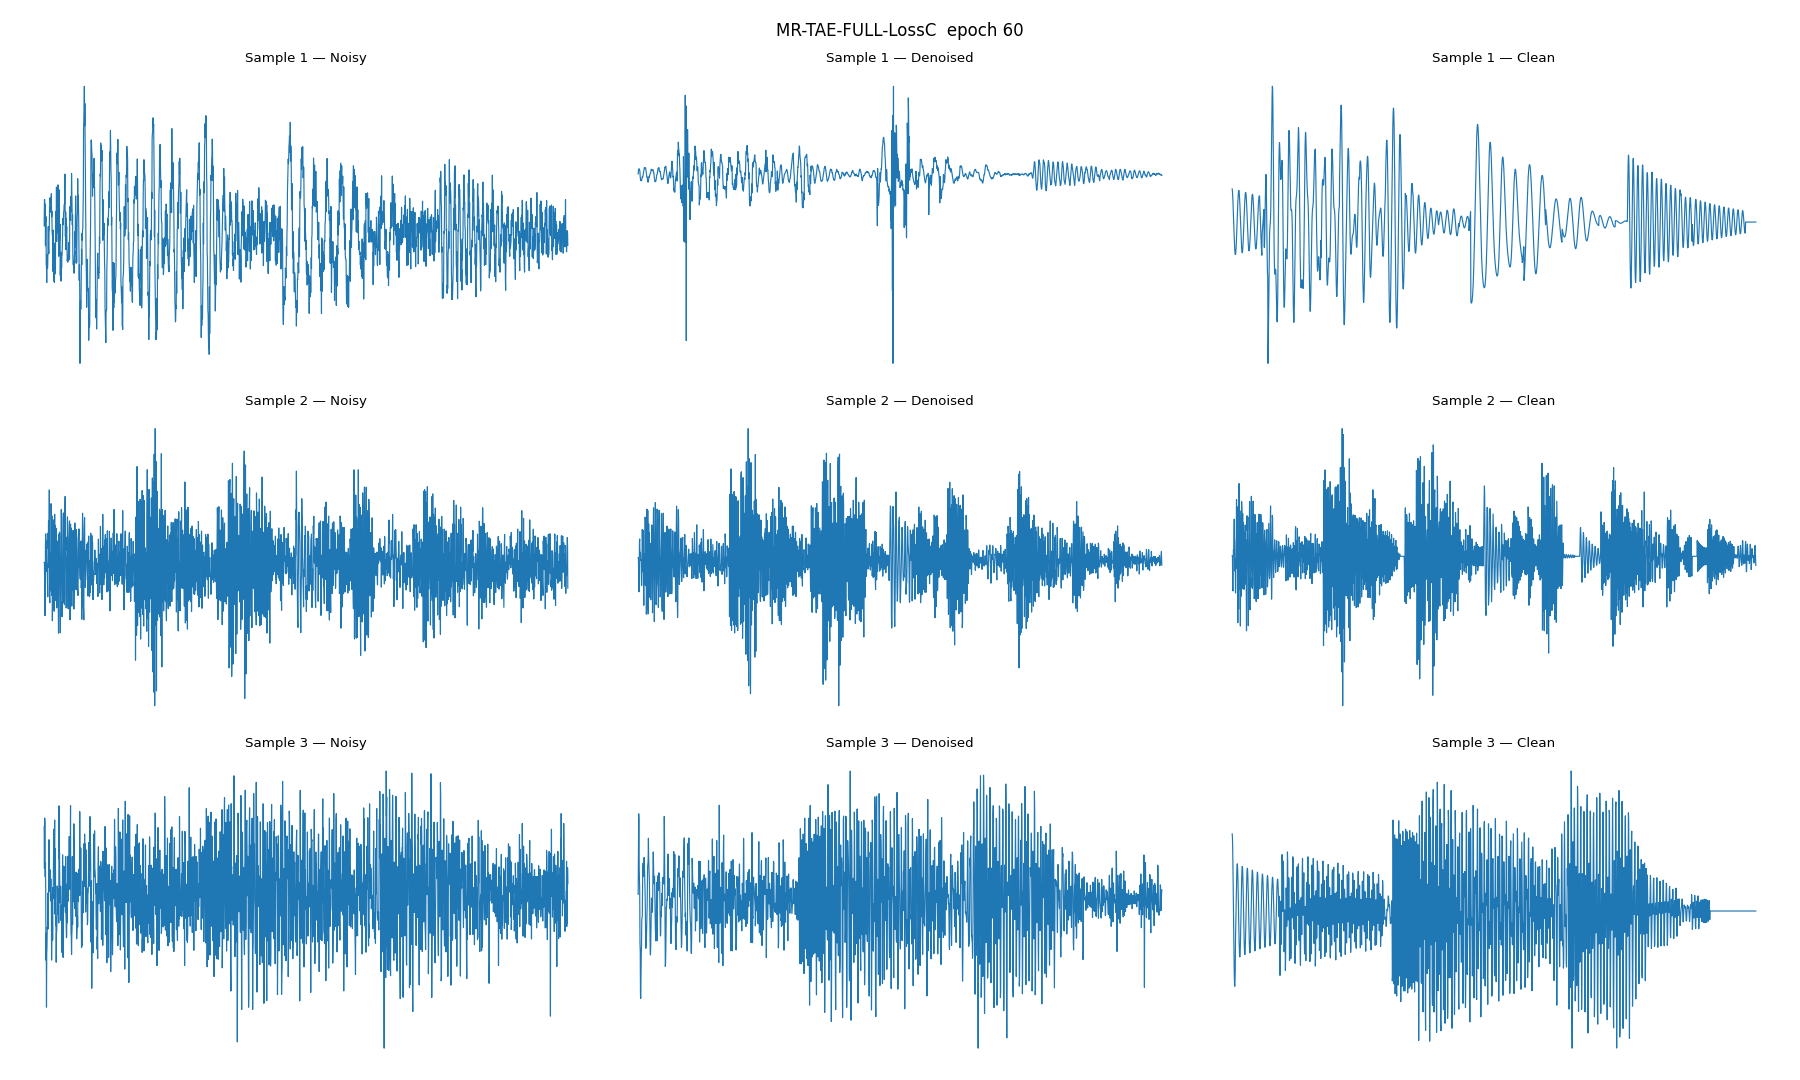 MR-TAE-FULL-LossC  epoch 60
Sample 1 — Noisy
Sample 1 — Denoised
Sample 1 — Clean
Sample 2 — Noisy
Sample 2 — Denoised
Sample 2 — Clean
Sample 3 — Noisy
Sample 3 — Denoised
Sample 3 — Clean